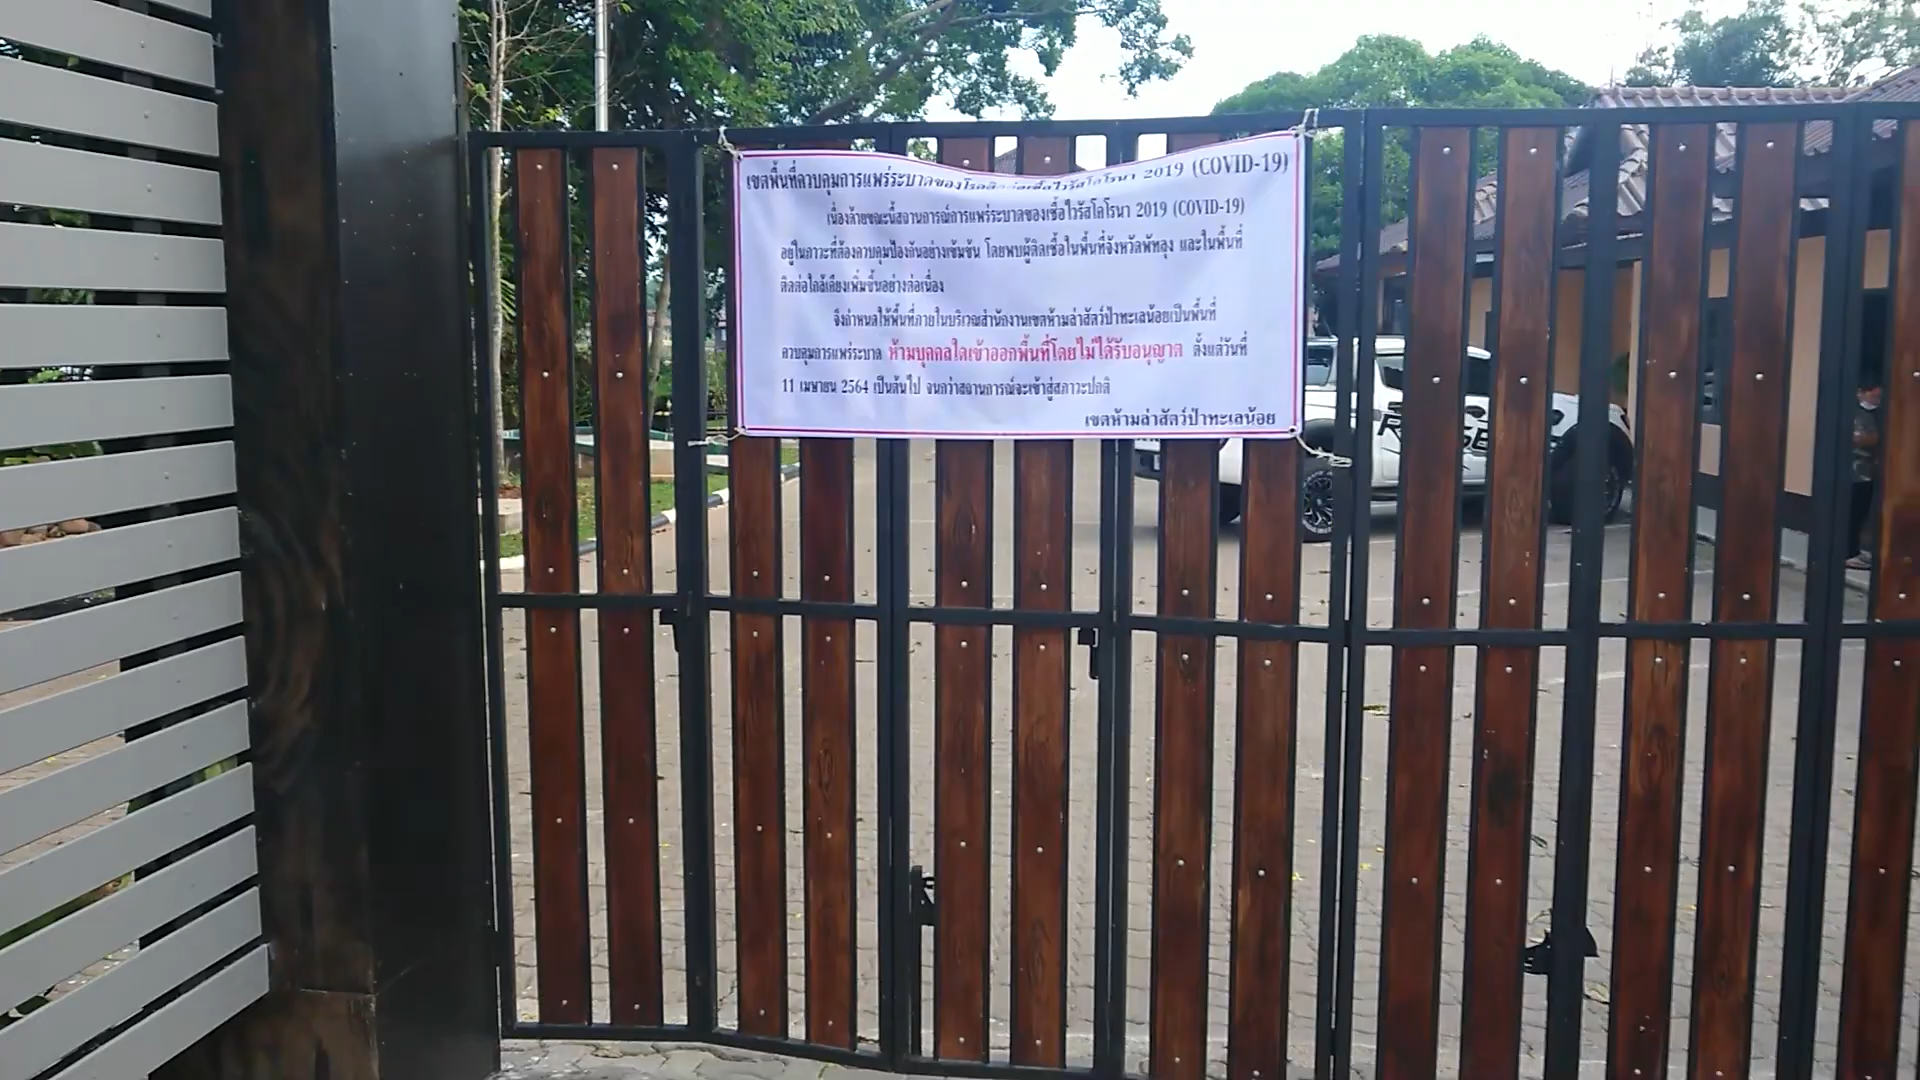 เขตพื้นที่ควบคุมการแพร่ระบาดของโรคติดต่อเชื้อไวรัสโคโรนา 2019 (COVID-19)
เนื่องด้วยขณะนี้สถานการณ์การแพร่ระบาดของเชื้อไวรัสโคโรนา 2019 (COVID-19)
อยู่ในภาวะที่ต้องควบคุมป้องกันอย่างเข้มข้น โดยพบผู้ติดเชื้อในพื้นที่จังหวัดพัทลุง และในพื้นที่
ติดต่อใกล้เคียงเพิ่มขึ้นอย่างต่อเนื่อง
จึงกำหนดให้พื้นที่ภายในบริเวณสำนักงานเขตห้ามล่าสัตว์ป่าทะเลน้อยเป็นพื้นที่
ควบคุมการแพร่ระบาด ห้ามบุคคลใดเข้าออกพื้นที่โดยไม่ได้รับอนุญาต ตั้งแต่วันที่
11 เมษายน 2564 เป็นต้นไป จนกว่าสถานการณ์จะเข้าสู่สภาวะปกติ
เขตห้ามล่าสัตว์ป่าทะเลน้อย